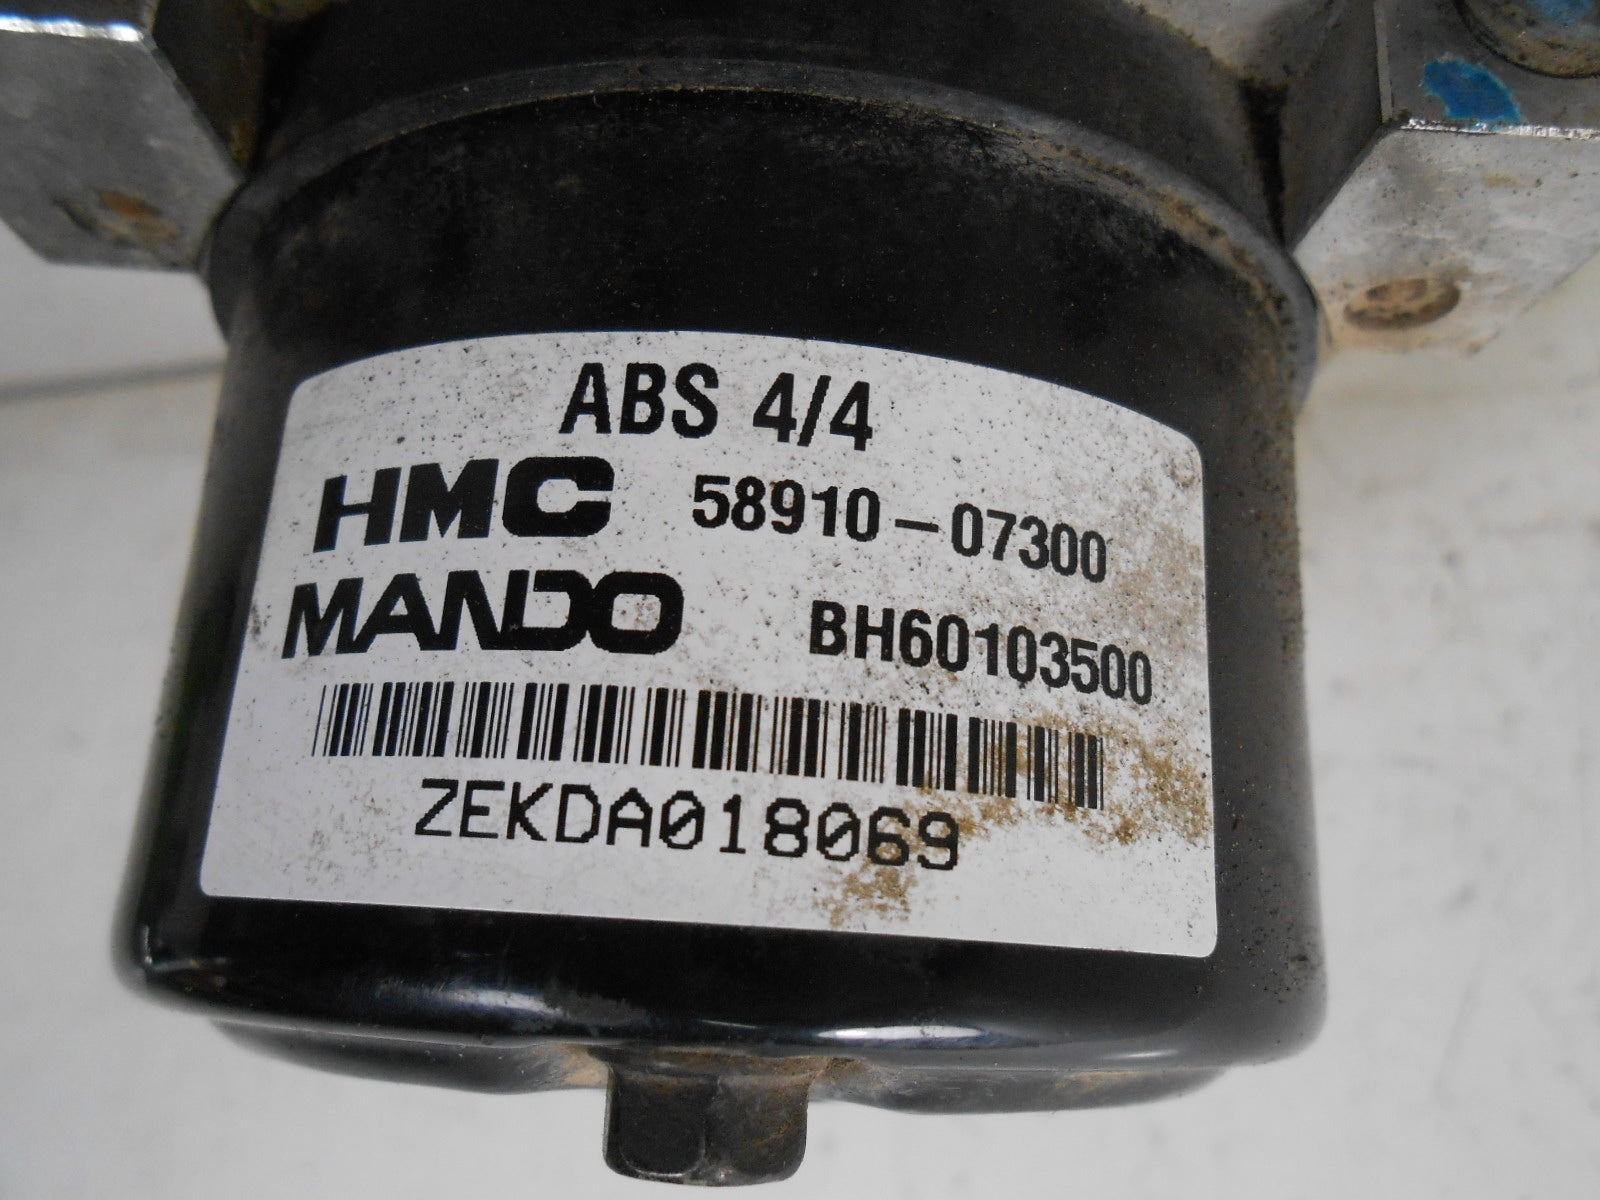 ABS 4/4
HMC 58910-07300
MANDO BH60103500
ZEKDA018069